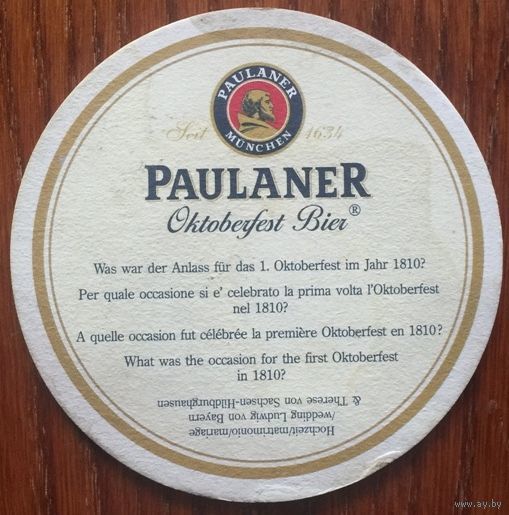 PAULANER
MÜNCHEN
Seit 1634
PAULANER
Oktoberfest Bier®
Was war der Anlass für das 1. Oktoberfest im Jahr 1810?
Per quale occasione si e' celebrato la prima volta l'Oktoberfest
nel 1810?
A quelle occasion fut célébrée la première Oktoberfest en 1810?
What was the occasion for the first Oktoberfest
in 1810?
Hochzeit/matrimonio/mariage
/wedding Ludwig von Bayern
& Therese von Sachsen-Hildburghausen
www.ay.by